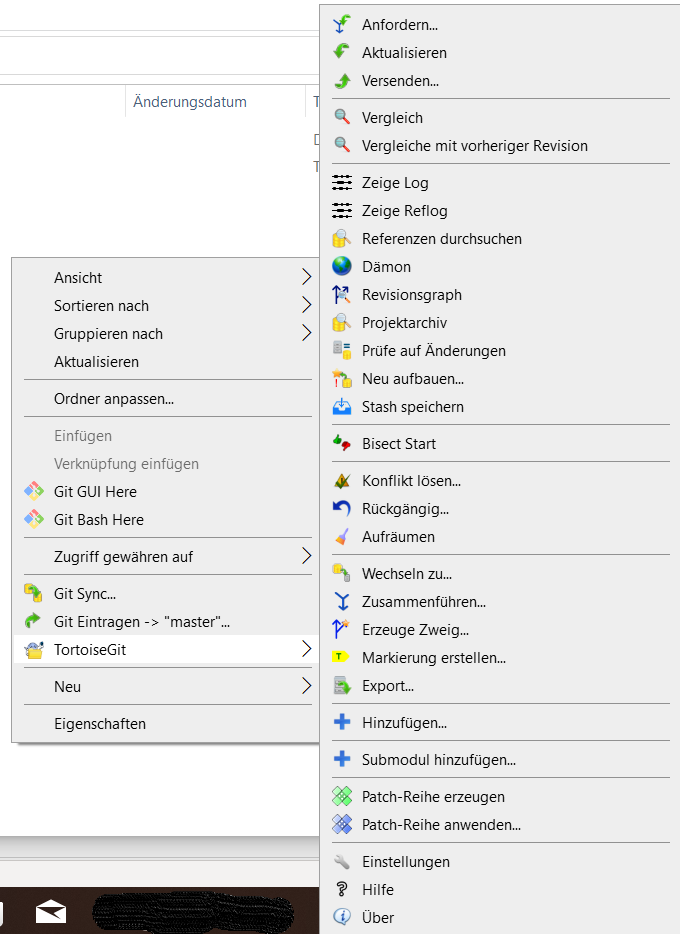 Änderungsdatum
Ansicht
Sortieren nach
Gruppieren nach
Aktualisieren
Ordner anpassen...
Einfügen
Verknüpfung einfügen
Git GUI Here
Git Bash Here
Zugriff gewähren auf
Git Sync...
Git Eintragen -> "master"...
TortoiseGit
Neu
Eigenschaften
Anfordern...
Aktualisieren
Versenden...
Vergleich
Vergleiche mit vorheriger Revision
Zeige Log
Zeige Reflog
Referenzen durchsuchen
Dämon
Revisionsgraph
Projektarchiv
Prüfe auf Änderungen
Neu aufbauen...
Stash speichern
Bisect Start
Konflikt lösen...
Rückgängig...
Aufräumen
Wechseln zu...
Zusammenführen...
Erzeuge Zweig...
Markierung erstellen...
Export...
Hinzufügen...
Submodul hinzufügen...
Patch-Reihe erzeugen
Patch-Reihe anwenden...
Einstellungen
Hilfe
Über